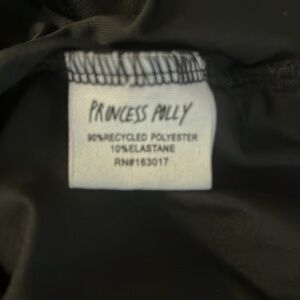 PRINCESS POLLY
90%RECYCLED POLYESTER
10%ELASTANE
RN#163017